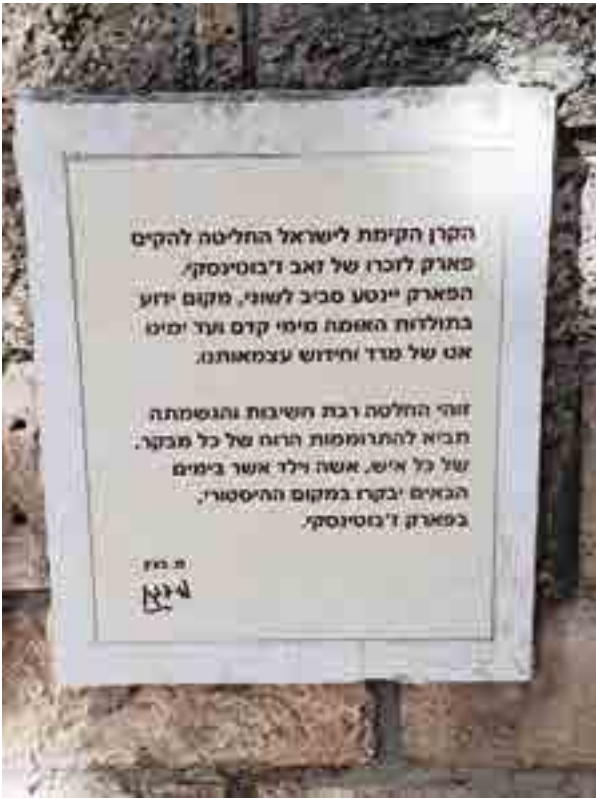 הקרן הקימת לישראל החליטה להקים
פארק לזכרו של זאב ז'בוטינסקי.
הפארק יינטע סביב לשוני, מקום ידוע
בתולדות האומה מימי קדם ועד ימינו
אנו של מרד וחידוש עצמאותנו.
זוהי החלטה רבת חשיבות והגשמתה
תביא להתרוממות הרוח של כל מבקר,
של כל איש, אשה וילד אשר בימים
הבאים יבקרו במקום ההיסטורי,
בפארק ז'בוטינסקי.
מ. בגין